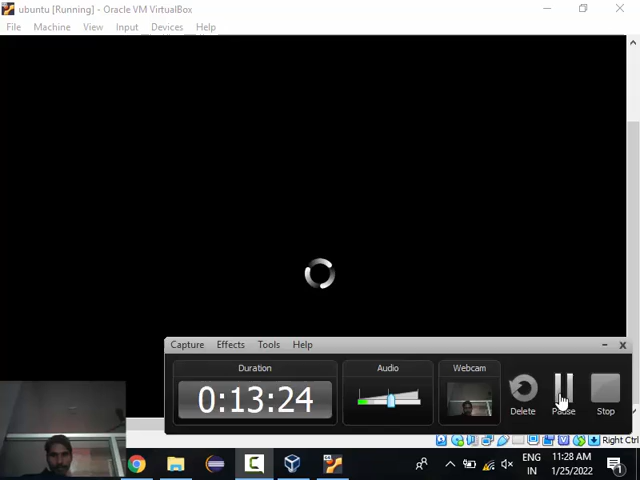 ubuntu [Running] - Oracle VM VirtualBox
File Machine View Input Devices Help
Capture Effects Tools Help
Duration Audio Webcam
0:13:24
Delete Pause Stop
Right Ctrl
ENG 11:28 AM
IN 1/25/2022
1